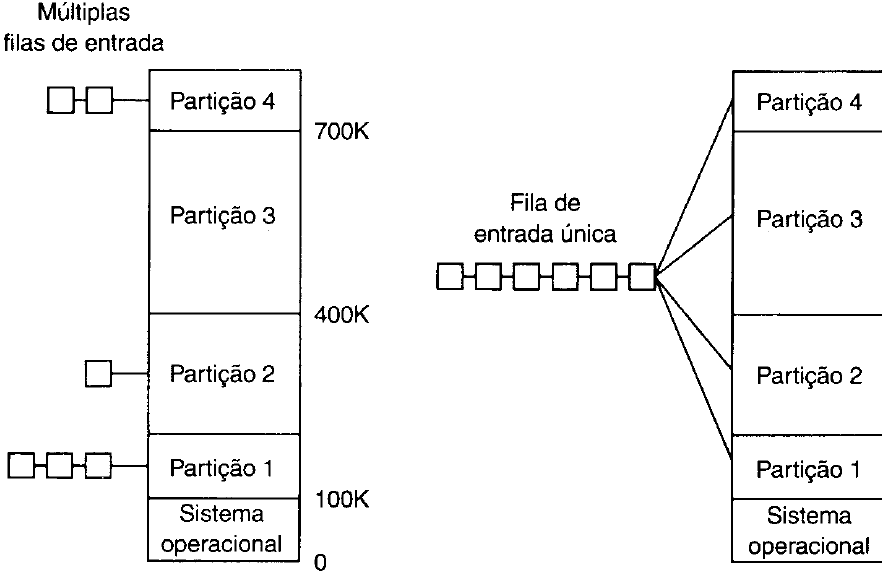 Múltiplas
filas de entrada
Partição 4
700K
Partição 3
400K
Partição 2
Partição 1
100K
Sistema
operacional
0
Fila de
entrada única
Partição 4
Partição 3
Partição 2
Partição 1
Sistema
operacional